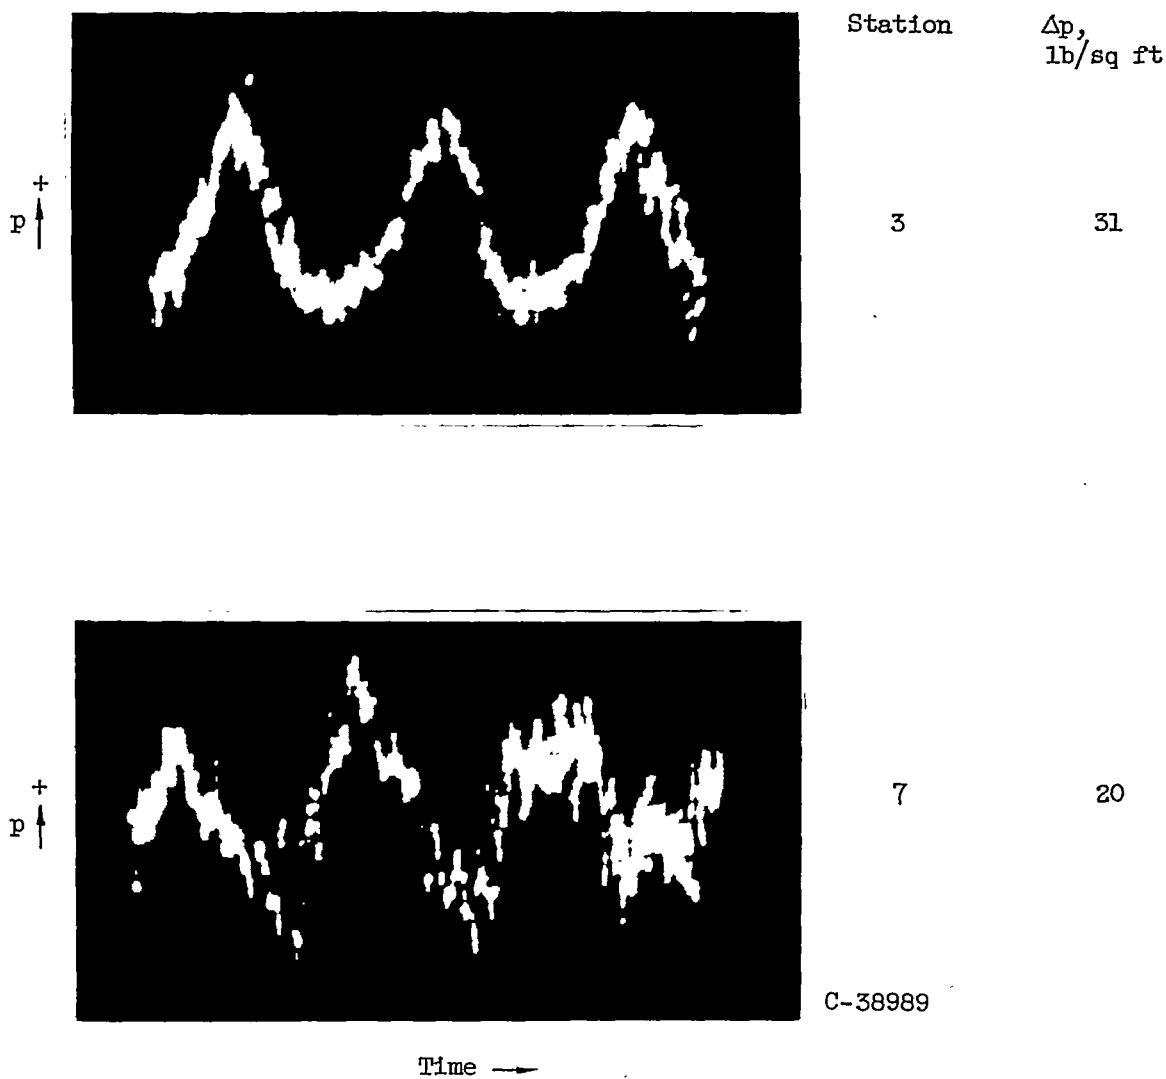 Station Δp,
lb/sq ft
+
p
3 31
+
p
7 20
C-38989
Time